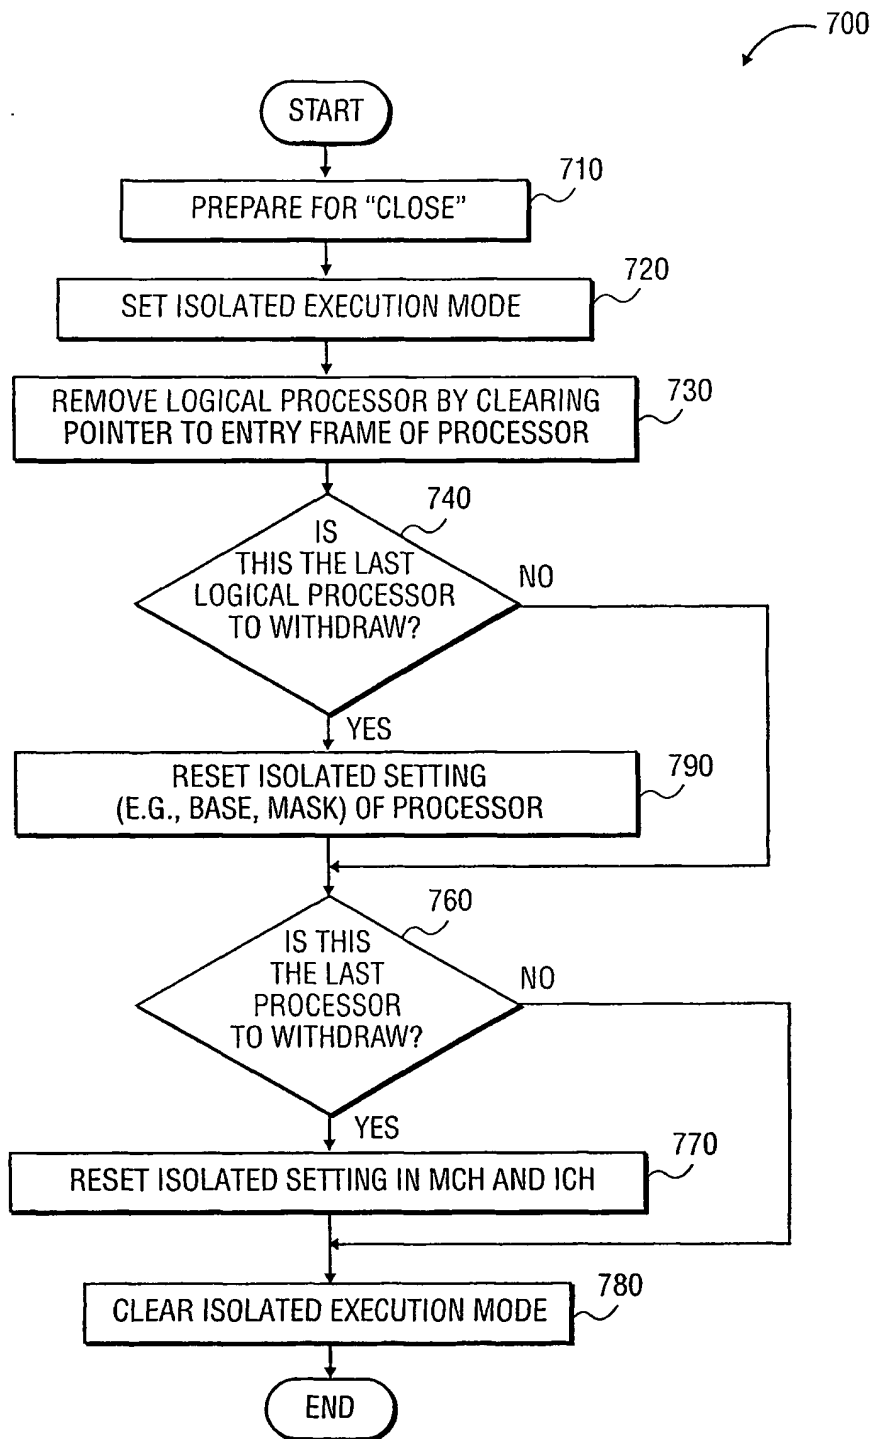 700
START
710
PREPARE FOR “CLOSE”
720
SET ISOLATED EXECUTION MODE
730
REMOVE LOGICAL PROCESSOR BY CLEARING
POINTER TO ENTRY FRAME OF PROCESSOR
740
IS
THIS THE LAST
LOGICAL PROCESSOR
TO WITHDRAW?
NO
YES
790
RESET ISOLATED SETTING
(E.G., BASE, MASK) OF PROCESSOR
760
IS THIS
THE LAST
PROCESSOR
TO WITHDRAW?
NO
YES
770
RESET ISOLATED SETTING IN MCH AND ICH
780
CLEAR ISOLATED EXECUTION MODE
END